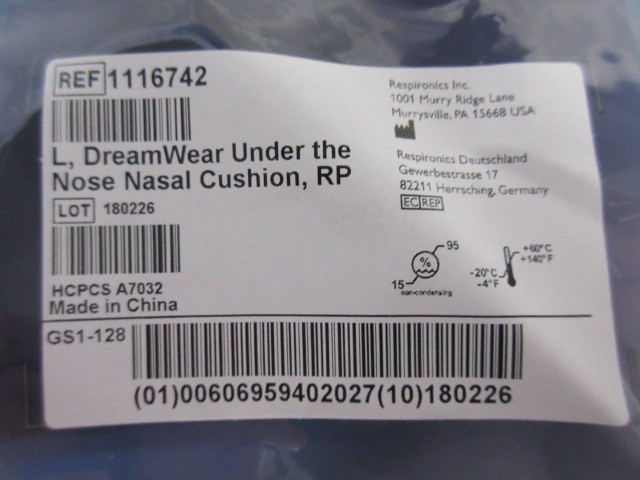 REF 1116742
L, DreamWear Under the
Nose Nasal Cushion, RP
LOT 180226
HCPCS A7032
Made in China
Respironics Inc.
1001 Murry Ridge Lane
Murrysville, PA 15668 USA
Respironics Deutschland
Gewerbestrasse 17
82211 Herrsching, Germany
EC REP
95
%
15
non-condensing
+60°C
+140°F
-20°C
-4°F
GS1-128
(01)00606959402027(10)180226